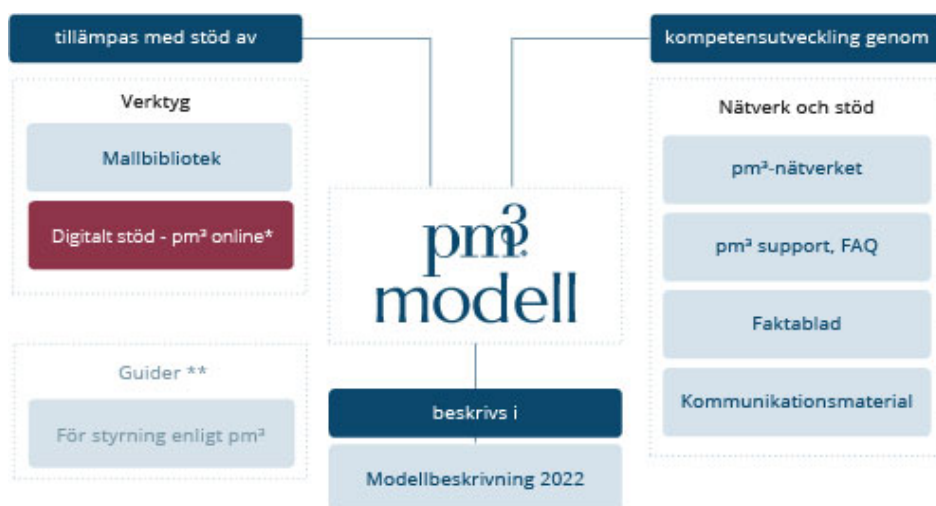 tillämpas med stöd av
kompetensutveckling genom
Verktyg
Mallbibliotek
Digitalt stöd - pm³ online*
Guider **
För styrning enligt pm³
pm3
modell
beskrivs i
Modellbeskrivning 2022
Nätverk och stöd
pm³-nätverket
pm³ support, FAQ
Faktablad
Kommunikationsmaterial